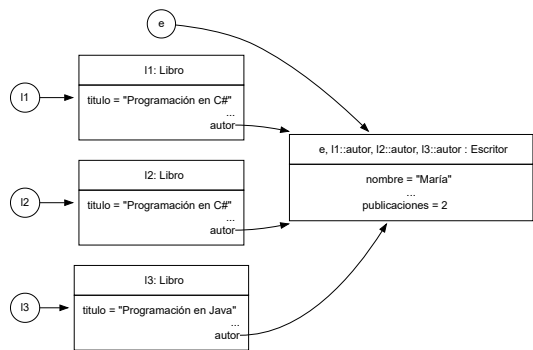 e
l1: Libro
l1
titulo = "Programación en C#"
...
autor
e, l1::autor, l2::autor, l3::autor : Escritor
nombre = "María"
...
publicaciones = 2
l2: Libro
l2
titulo = "Programación en C#"
...
autor
l3: Libro
l3
titulo = "Programación en Java"
...
autor